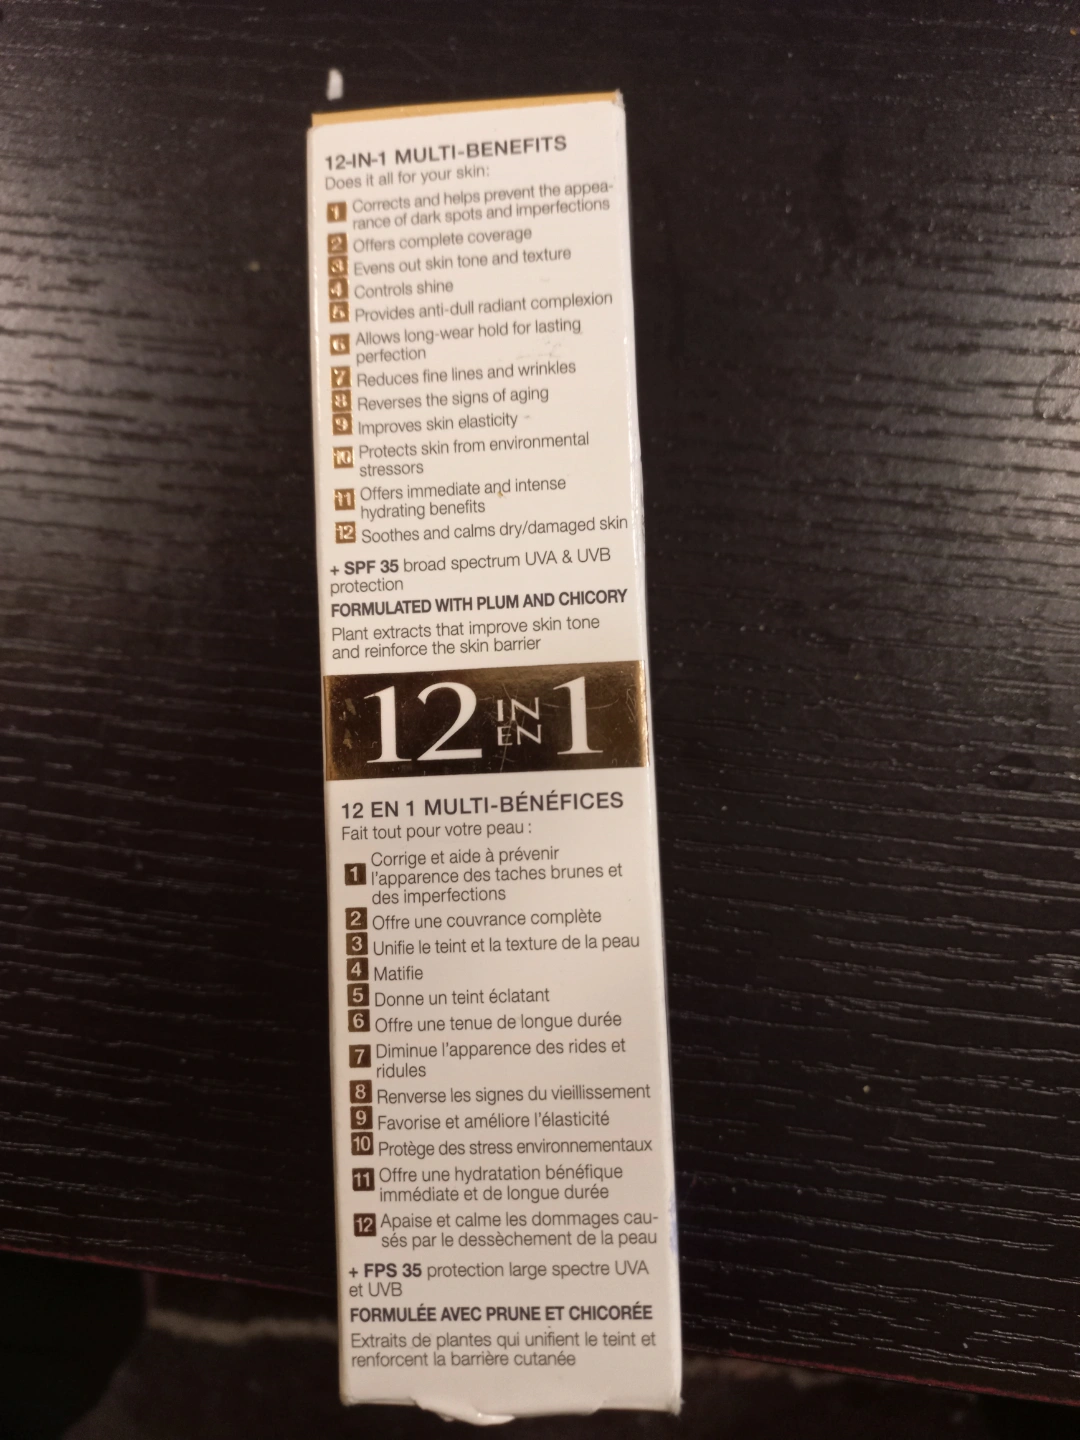 12-IN-1 MULTI-BENEFITS
Does it all for your skin:
1 Corrects and helps prevent the appea-
rance of dark spots and imperfections
2 Offers complete coverage
3 Evens out skin tone and texture
4 Controls shine
5 Provides anti-dull radiant complexion
6 Allows long-wear hold for lasting
perfection
7 Reduces fine lines and wrinkles
8 Reverses the signs of aging
9 Improves skin elasticity
10 Protects skin from environmental
stressors
11 Offers immediate and intense
hydrating benefits
12 Soothes and calms dry/damaged skin
+ SPF 35 broad spectrum UVA & UVB
protection
FORMULATED WITH PLUM AND CHICORY
Plant extracts that improve skin tone
and reinforce the skin barrier
12 IN EN 1
12 EN 1 MULTI-BÉNÉFICES
Fait tout pour votre peau :
1 Corrige et aide à prévenir
l'apparence des taches brunes et
des imperfections
2 Offre une couvrance complète
3 Unifie le teint et la texture de la peau
4 Matifie
5 Donne un teint éclatant
6 Offre une tenue de longue durée
7 Diminue l'apparence des rides et
ridules
8 Renverse les signes du vieillissement
9 Favorise et améliore l'élasticité
10 Protège des stress environnementaux
11 Offre une hydratation bénéfique
immédiate et de longue durée
12 Apaise et calme les dommages cau-
sés par le dessèchement de la peau
+ FPS 35 protection large spectre UVA
et UVB
FORMULÉE AVEC PRUNE ET CHICORÉE
Extraits de plantes qui unifient le teint et
renforcent la barrière cutanée